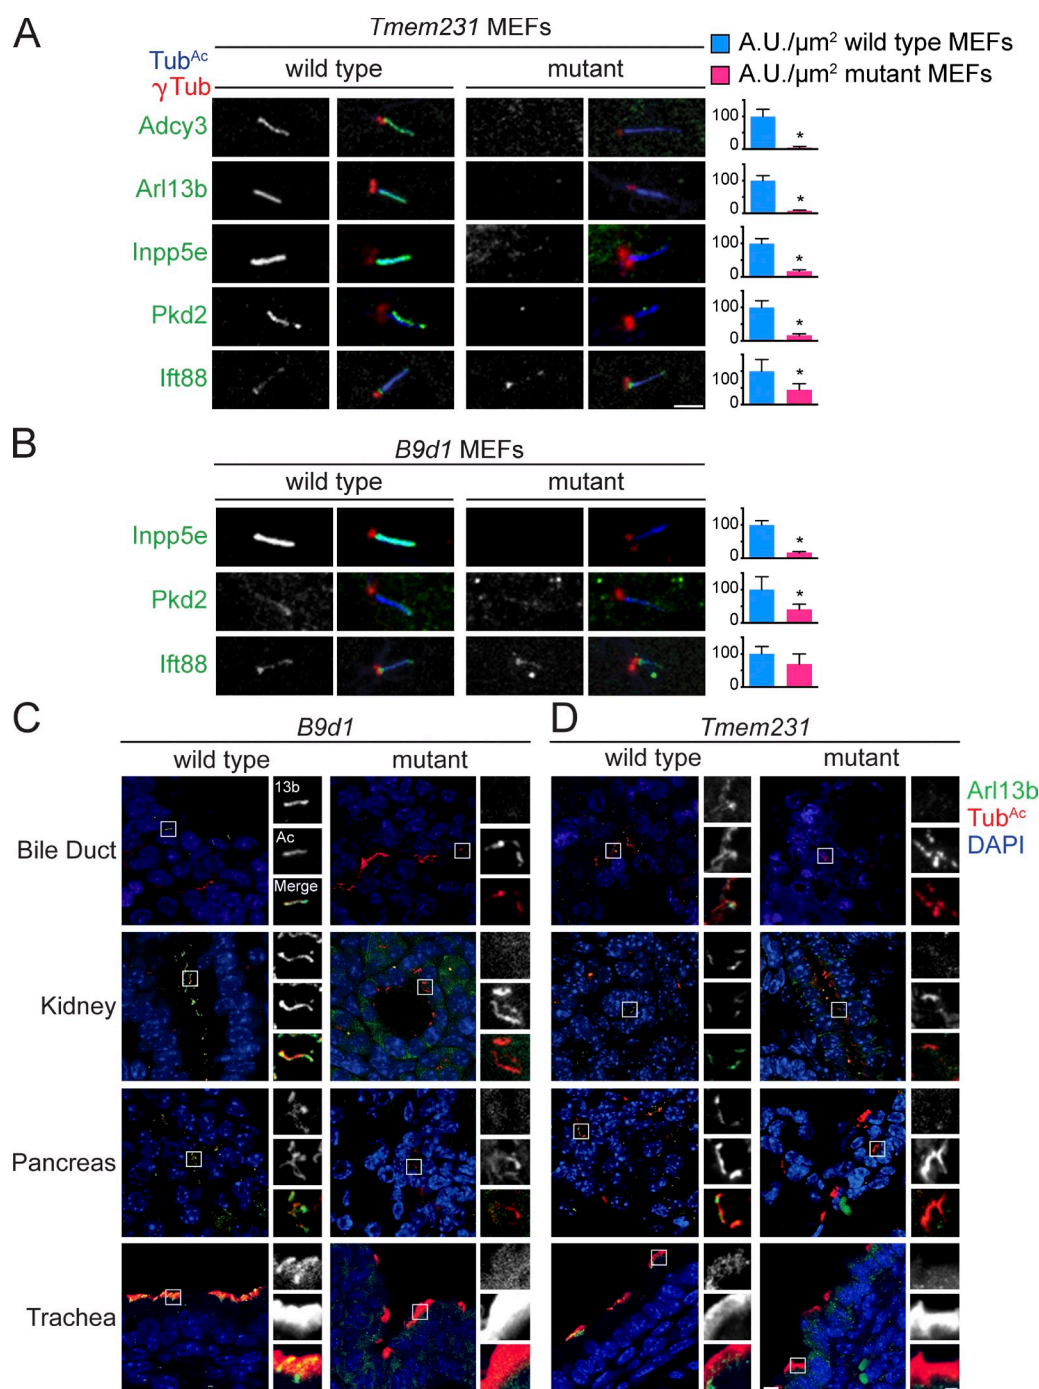 A
Tmem231 MEFs
Tub^Ac
γTub
wild type
mutant
A.U./µm² wild type MEFs
A.U./µm² mutant MEFs
Adcy3
100
0
*
Arl13b
100
0
*
Inpp5e
100
0
*
Pkd2
100
0
*
Ift88
100
0
*
B
B9d1 MEFs
wild type
mutant
Inpp5e
100
0
*
Pkd2
100
0
*
Ift88
100
0
C
B9d1
wild type
mutant
D
Tmem231
wild type
mutant
Arl13b
Tub^Ac
DAPI
Bile Duct
13b
Ac
Merge
Kidney
Pancreas
Trachea